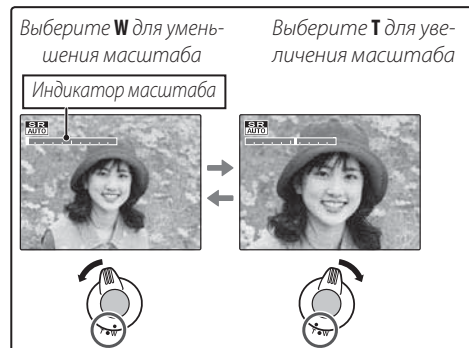 Выберите W для умень-
шения масштаба
Выберите T для уве-
личения масштаба
Индикатор масштаба
SR
AUTO
SR
AUTO
T W
T W